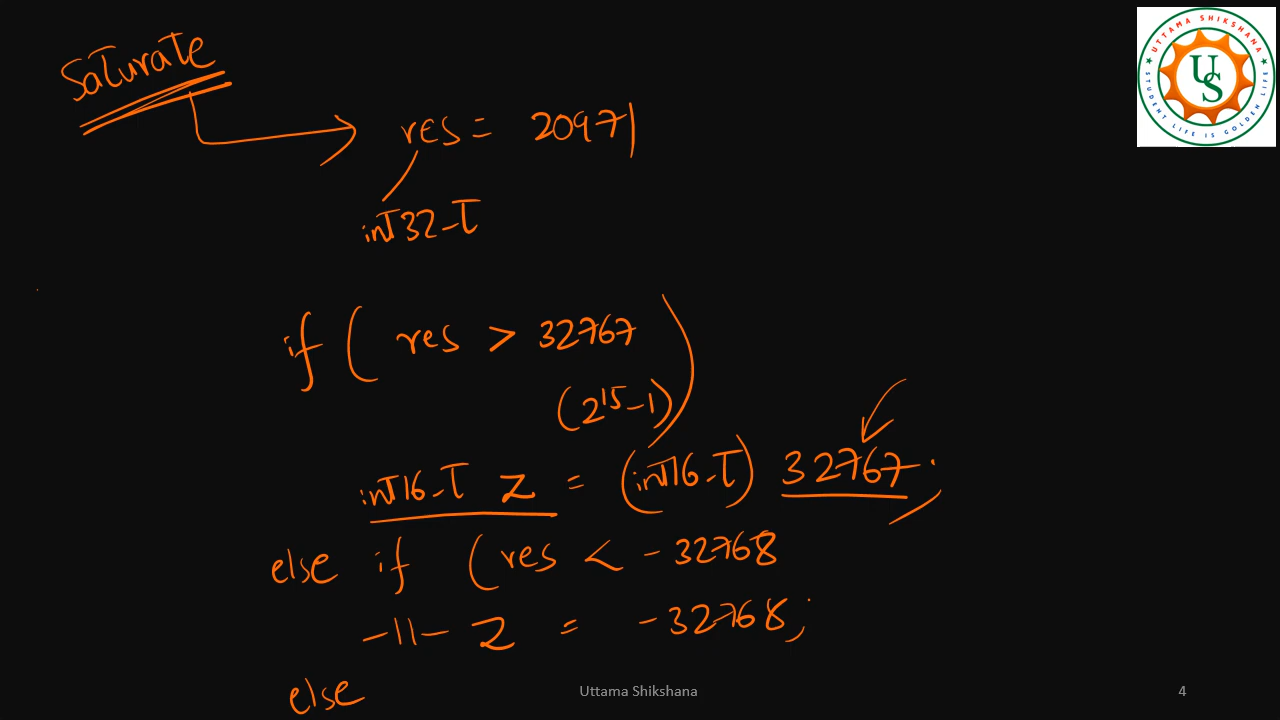 Saturate
res = 20971
int32_t
if ( res > 32767
(2^15-1) )
int16_t z = (int16_t) 32767;
else if (res < -32768
-11- z = -32768;
else
Uttama Shikshana
4
UTTAMA SHIKSHANA
US
STUDENT LIFE IS GOLDEN LIFE